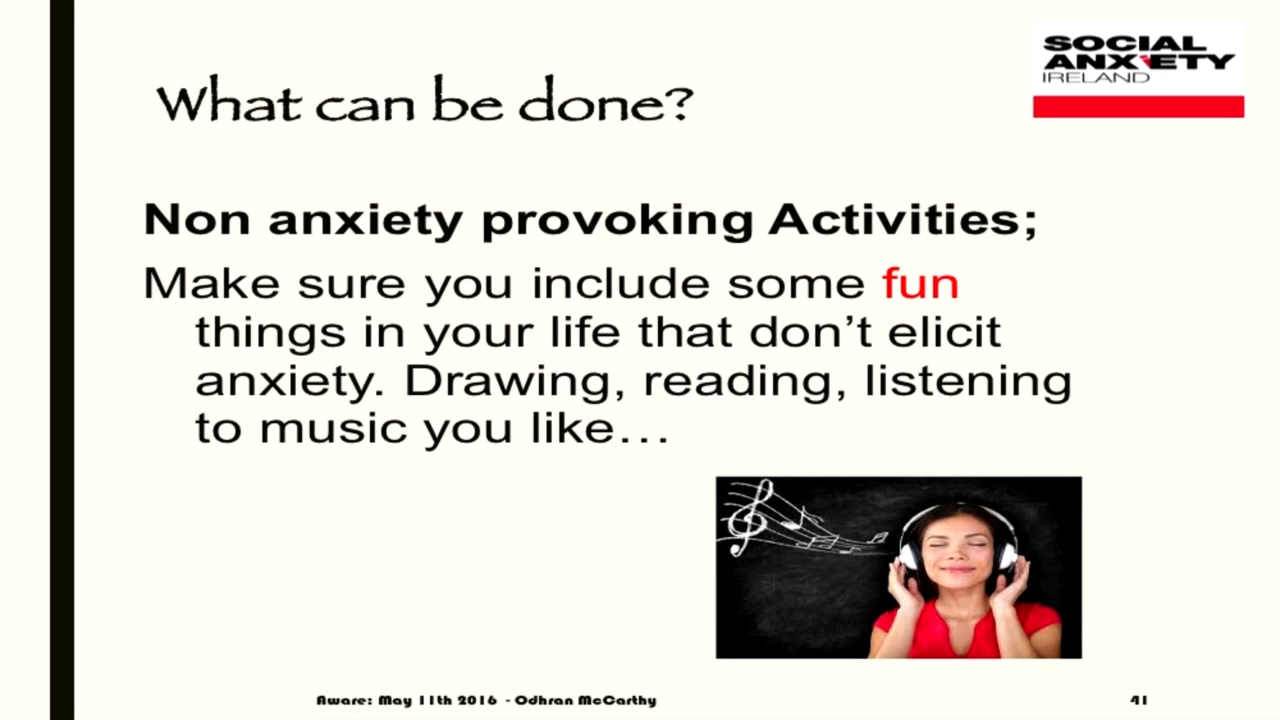 SOCIAL
ANXIETY
IRELAND
What can be done?
Non anxiety provoking Activities;
Make sure you include some fun
things in your life that don’t elicit
anxiety. Drawing, reading, listening
to music you like…
Aware: May 11th 2016 - Odhran McCarthy
41